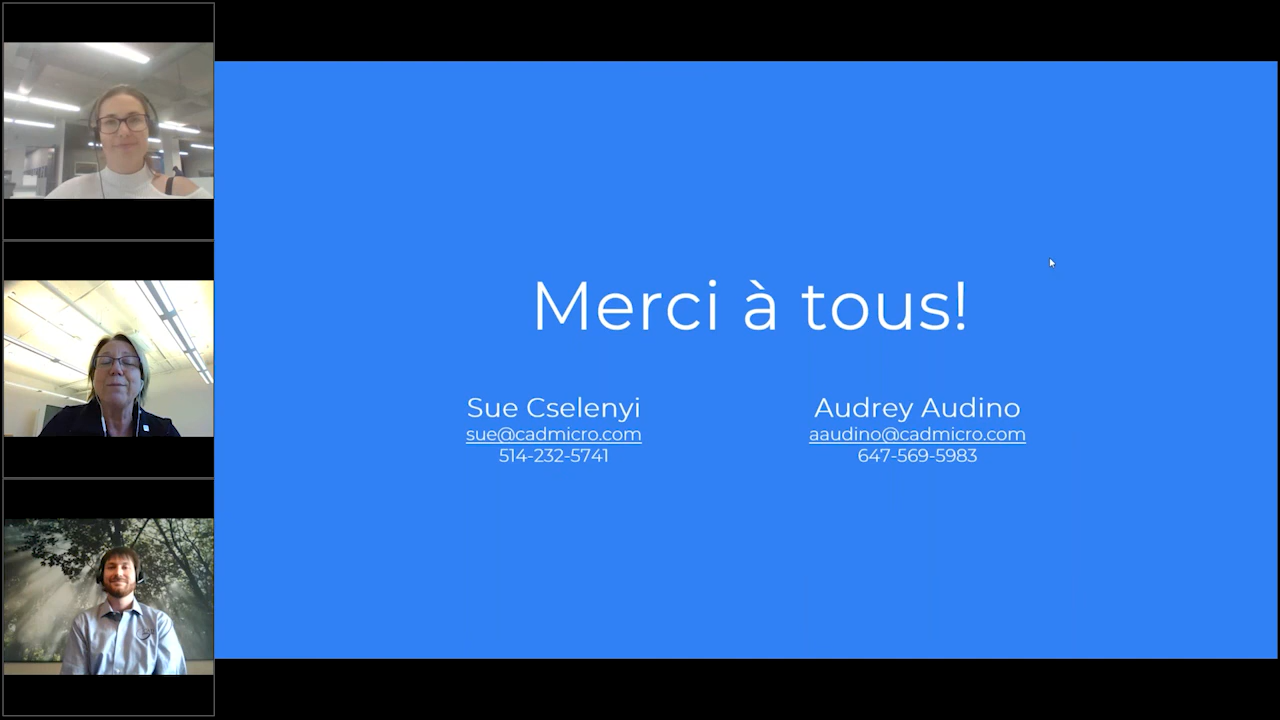 Merci à tous!
Sue Cselenyi
sue@cadmicro.com
514-232-5741
Audrey Audino
aaudino@cadmicro.com
647-569-5983